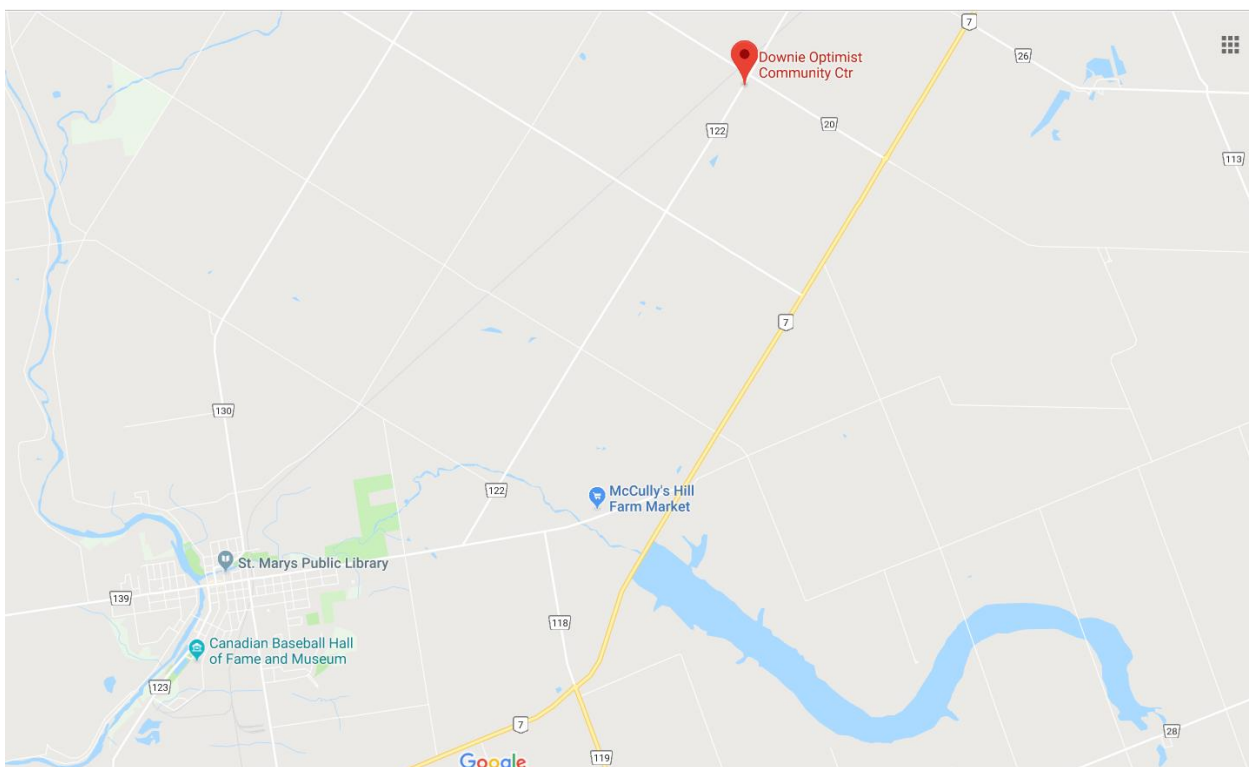 7
Downie Optimist
Community Ctr
26
122
20
113
7
130
122
McCully's Hill
Farm Market
St. Marys Public Library
139
118
Canadian Baseball Hall
of Fame and Museum
123
7
28
119
Google